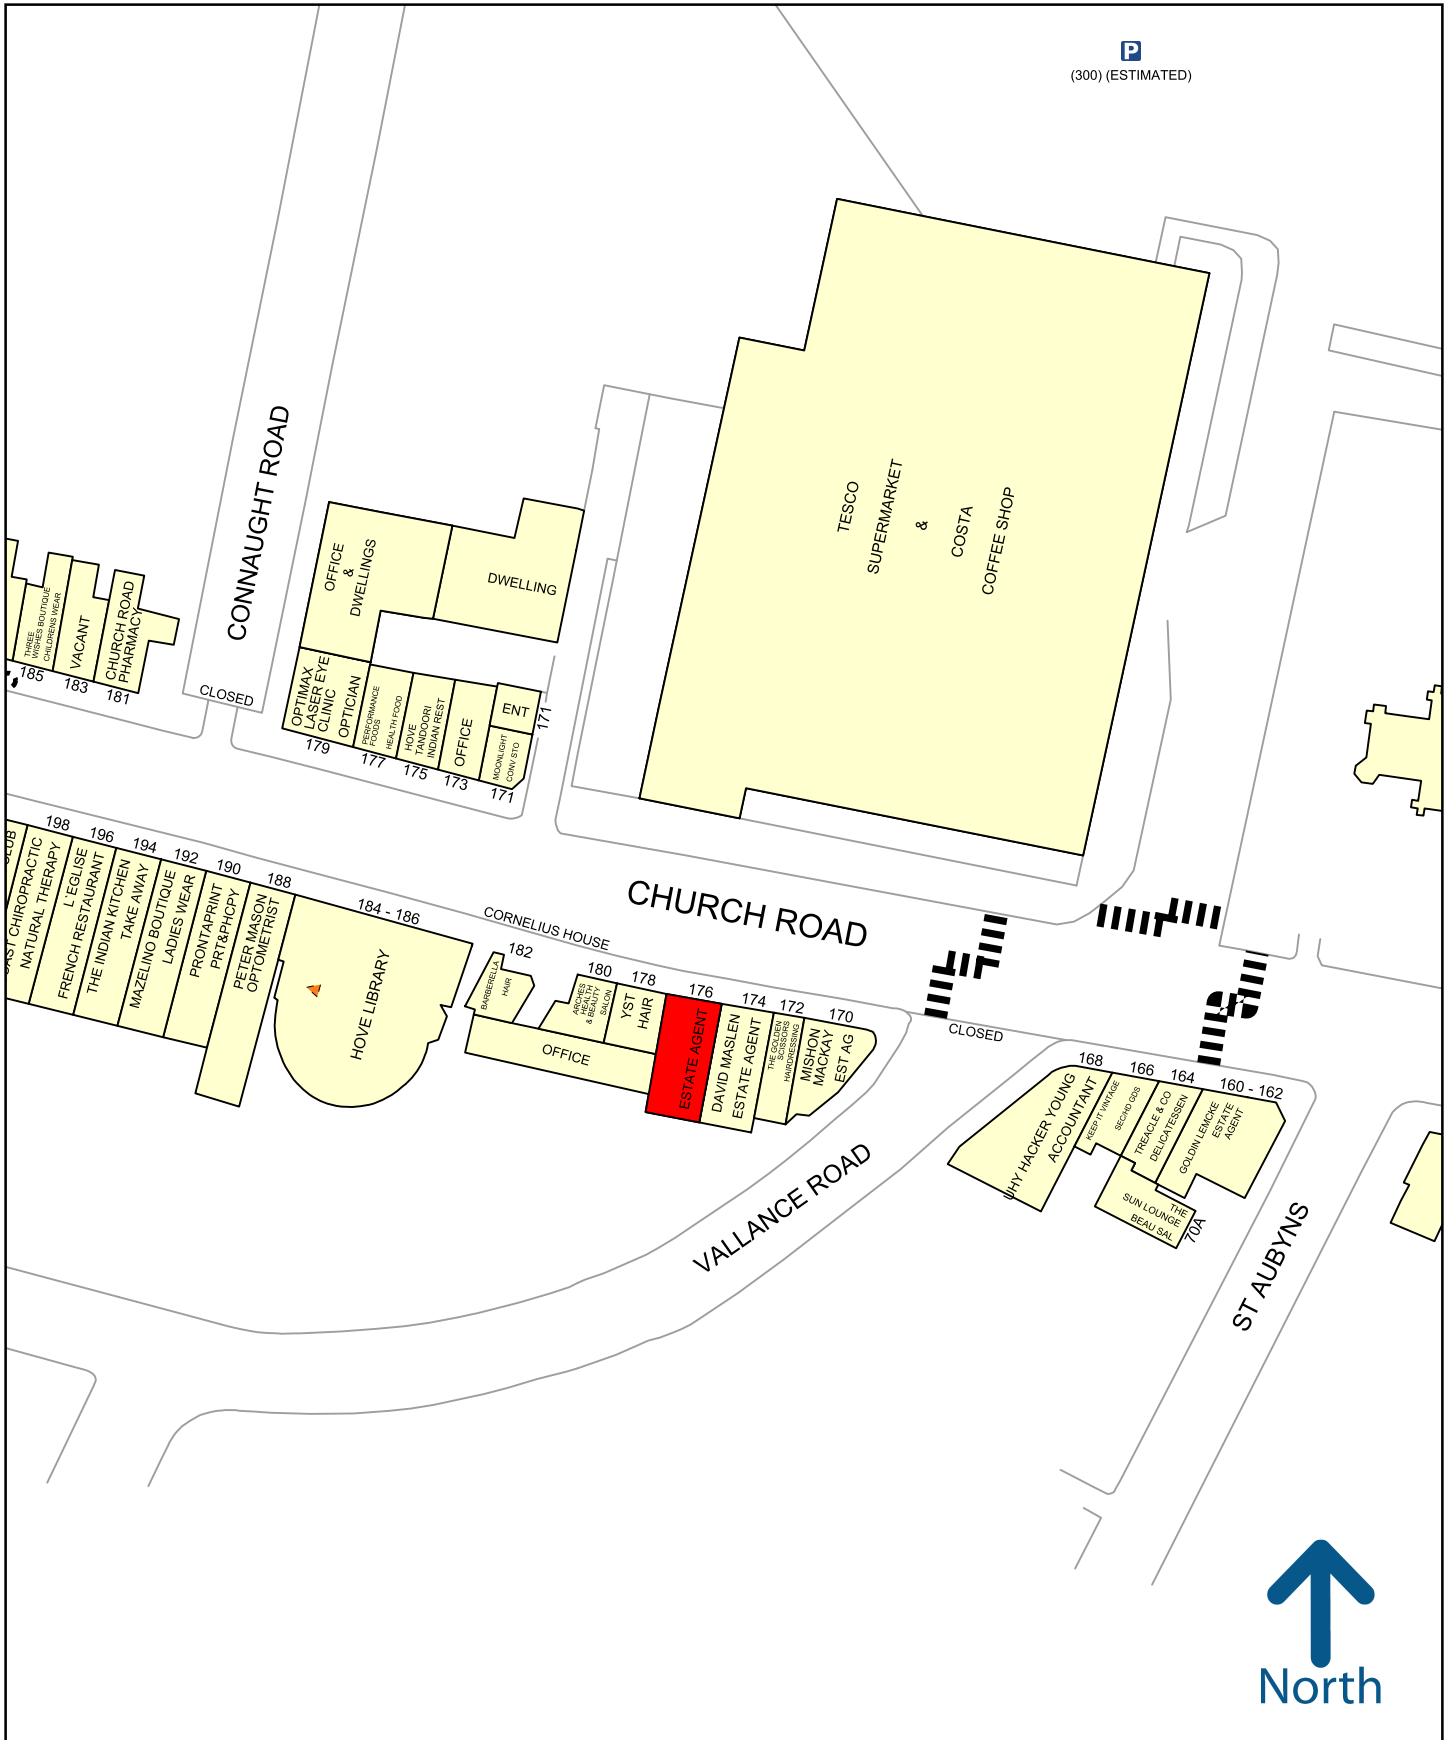 P
(300) (ESTIMATED)
CONNAUGHT ROAD
TESCO
SUPERMARKET
&
COSTA
COFFEE SHOP
OFFICE
&
DWELLINGS
DWELLING
THREE
WISHES BOUTIQUE
CHILDRENS WEAR
VACANT
CHURCH ROAD
PHARMACY
185
183
181
CLOSED
OPTIMAX
LASER EYE
CLINIC
OPTICIAN
PERFORMANCE
FOODS
HEALTH FOOD
HOVE
TANDOORI
INDIAN REST
OFFICE
ENT
MOONLIGHT
CONV STO
171
179
177
175
173
171
CHURCH ROAD
198
196
194
192
190
188
184 - 186
CORNELIUS HOUSE
CLUB
CHIROPRACTIC
NATURAL THERAPY
L'EGLISE
FRENCH RESTAURANT
THE INDIAN KITCHEN
TAKE AWAY
MAZELINO BOUTIQUE
LADIES WEAR
PRONTAPRINT
PRT&PHCPY
PETER MASON
OPTOMETRIST
HOVE LIBRARY
182
BARBERELLA
HAIR
180
178
176
174
172
170
ARCHES
HEALTH
& BEAUTY
SALON
YST
HAIR
OFFICE
ESTATE AGENT
DAVID MASLEN
ESTATE AGENT
THE GOLDEN
SCISSORS
HAIRDRESSING
MISHON
MACKAY
EST AG
CLOSED
VALLANCE ROAD
168
166
164
160 - 162
UHY HACKER YOUNG
ACCOUNTANT
KEEP IT VINTAGE
SEC/HD GDS
TREACLE & CO
DELICATESSEN
GOLDIN LEMCKE
ESTATE
AGENT
THE
SUN LOUNGE
BEAU SAL
70A
ST AUBYNS
North